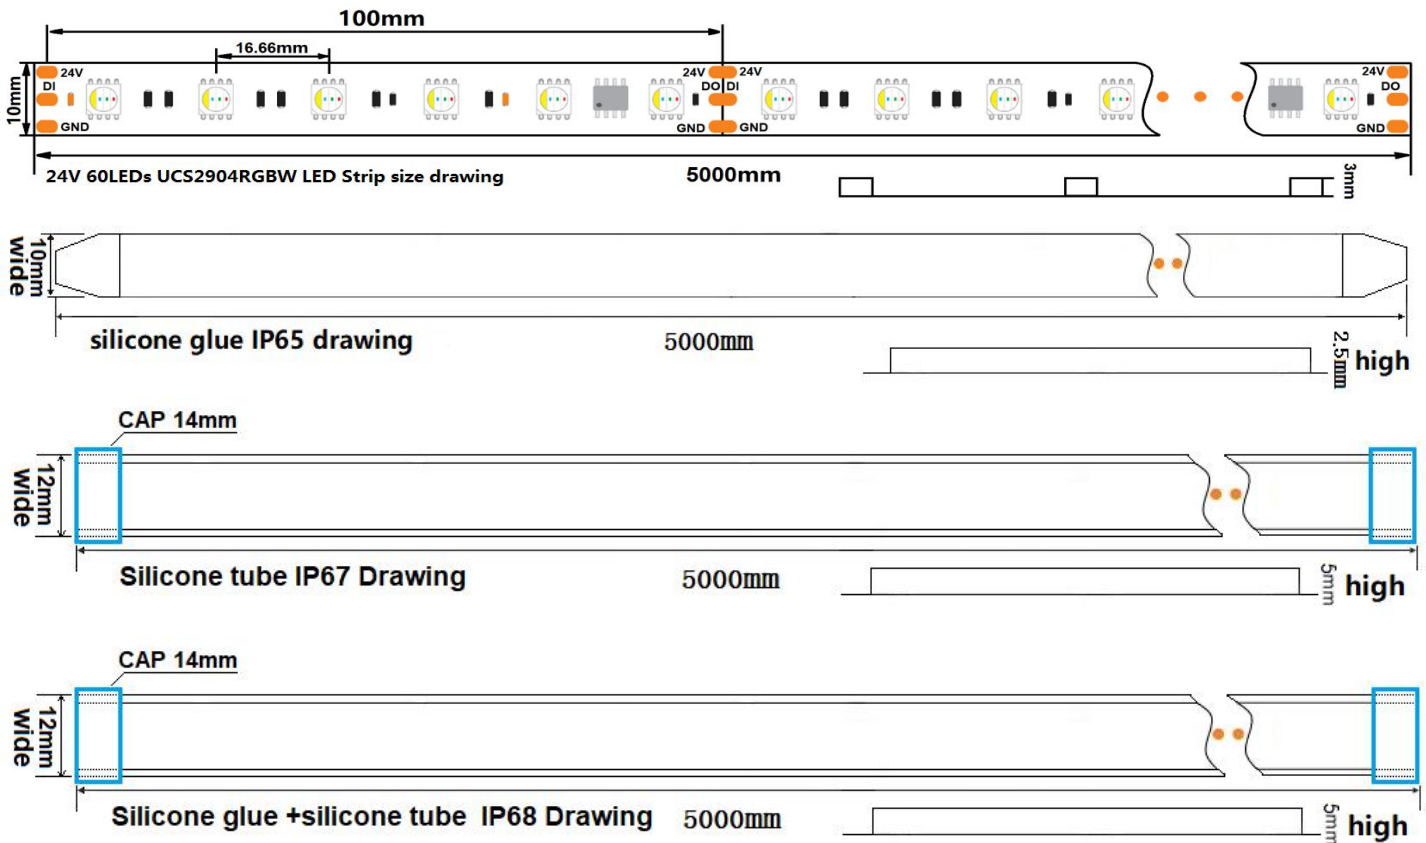 100mm
16.66mm
10mm
24V
DI
GND
24V
DO
GND
24V
DI
GND
24V
DO
GND
24V 60LEDs UCS2904RGBW LED Strip size drawing
5000mm
3mm
10mm
wide
silicone glue IP65 drawing
5000mm
2.5mm
high
CAP 14mm
12mm
wide
Silicone tube IP67 Drawing
5000mm
5mm
high
CAP 14mm
12mm
wide
Silicone glue +silicone tube IP68 Drawing
5000mm
5mm
high